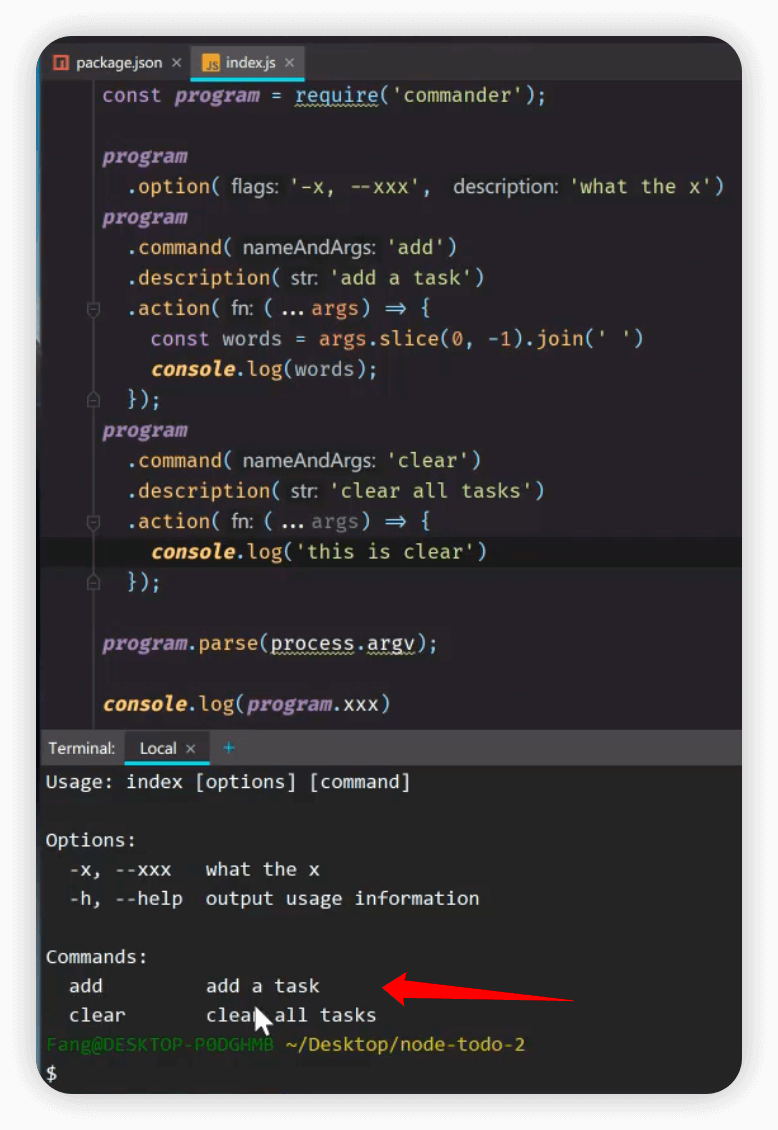 package.json × index.js ×
const program = require('commander');
program
.option( flags: '-x, --xxx', description: 'what the x')
program
.command( nameAndArgs: 'add')
.description( str: 'add a task')
.action( fn: (...args) => {
const words = args.slice(0, -1).join(' ')
console.log(words);
});
program
.command( nameAndArgs: 'clear')
.description( str: 'clear all tasks')
.action( fn: (...args) => {
console.log('this is clear')
});
program.parse(process.argv);
console.log(program.xxx)
Terminal: Local × +
Usage: index [options] [command]
Options:
-x, --xxx what the x
-h, --help output usage information
Commands:
add add a task
clear clear all tasks
Fang@DESKTOP-P0DGHMB ~/Desktop/node-todo-2
$